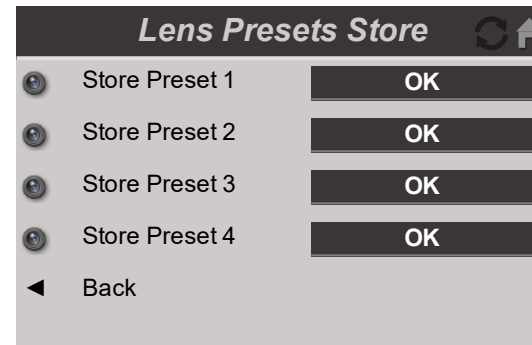 Lens Presets Store
Store Preset 1 OK
Store Preset 2 OK
Store Preset 3 OK
Store Preset 4 OK
◄ Back